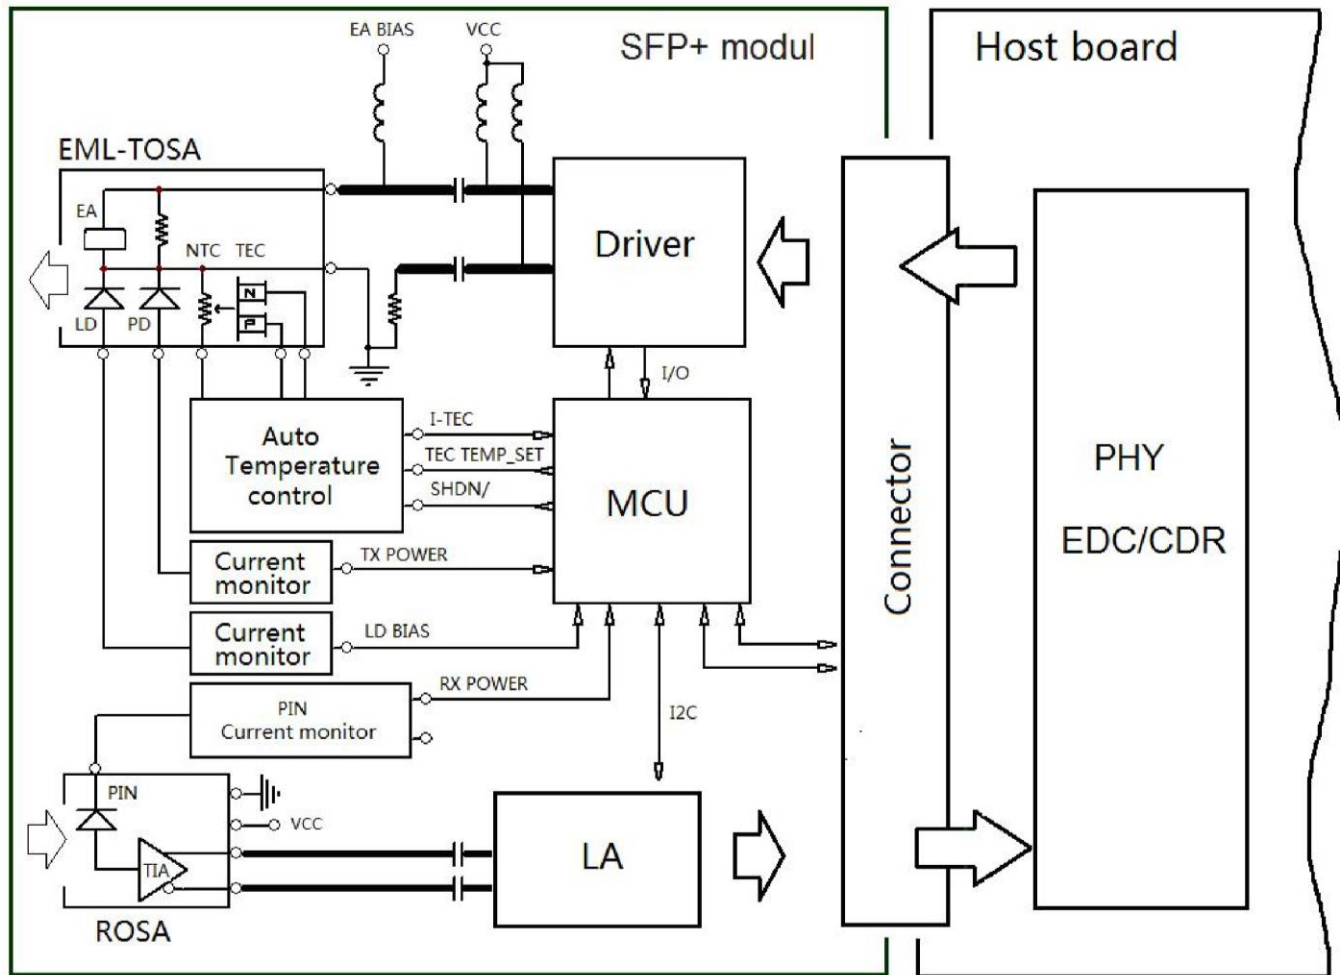 EA BIAS
VCC
SFP+ modul
Host board
EML-TOSA
EA
NTC TEC
N
P
LD
PD
Driver
I/O
Auto
Temperature
control
I-TEC
TEC TEMP_SET
SHDN/
MCU
Connector
PHY
EDC/CDR
Current
monitor
TX POWER
Current
monitor
LD BIAS
PIN
Current monitor
RX POWER
I2C
PIN
VCC
TIA
ROSA
LA